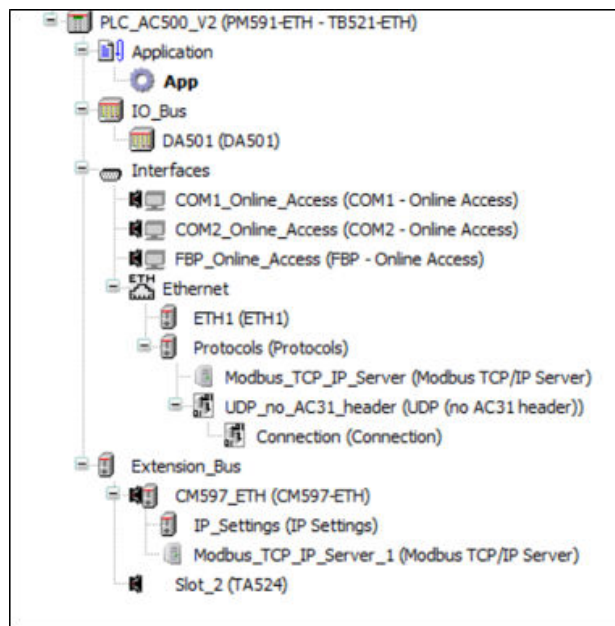 PLC_AC500_V2 (PM591-ETH - TB521-ETH)
Application
App
IO_Bus
DA501 (DA501)
Interfaces
COM1_Online_Access (COM1 - Online Access)
COM2_Online_Access (COM2 - Online Access)
FBP_Online_Access (FBP - Online Access)
ETH
Ethernet
ETH1 (ETH1)
Protocols (Protocols)
Modbus_TCP_IP_Server (Modbus TCP/IP Server)
UDP_no_AC31_header (UDP (no AC31 header))
Connection (Connection)
Extension_Bus
CM597_ETH (CM597-ETH)
IP_Settings (IP Settings)
Modbus_TCP_IP_Server_1 (Modbus TCP/IP Server)
Slot_2 (TA524)